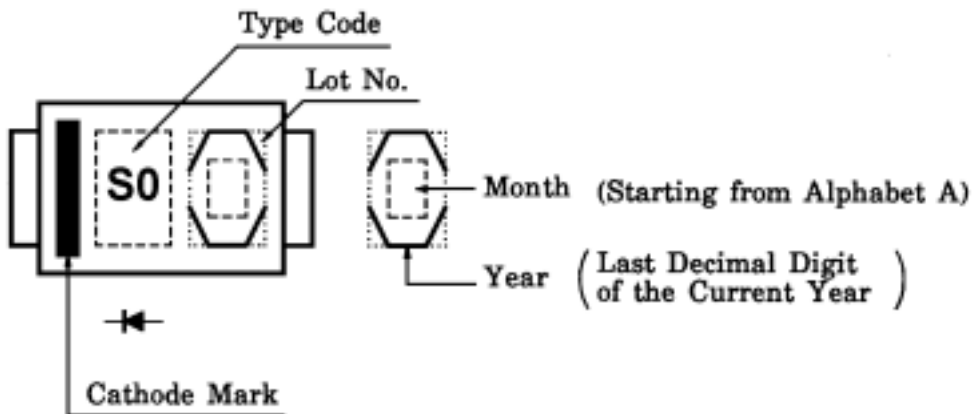 Type Code
Lot No.
S0
Month (Starting from Alphabet A)
Year (Last Decimal Digit
of the Current Year)
Cathode Mark